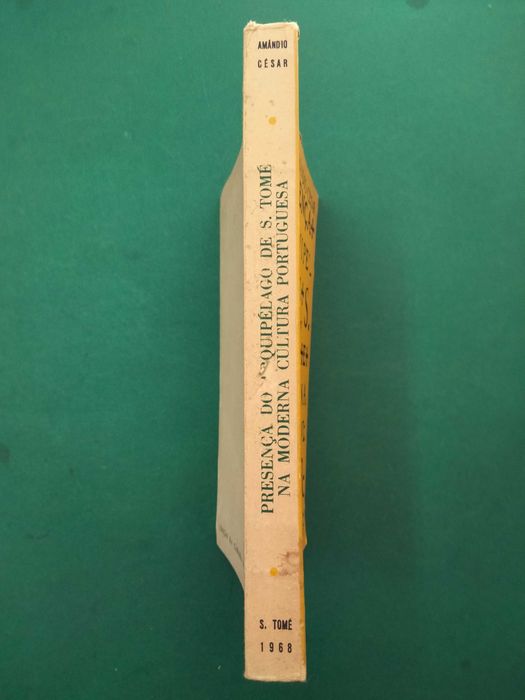 AMÂNDIO
CÉSAR
PRESENÇA DO ARQUIPÉLAGO DE S. TOMÉ
NA MODERNA CULTURA PORTUGUESA
S. TOMÉ
1968